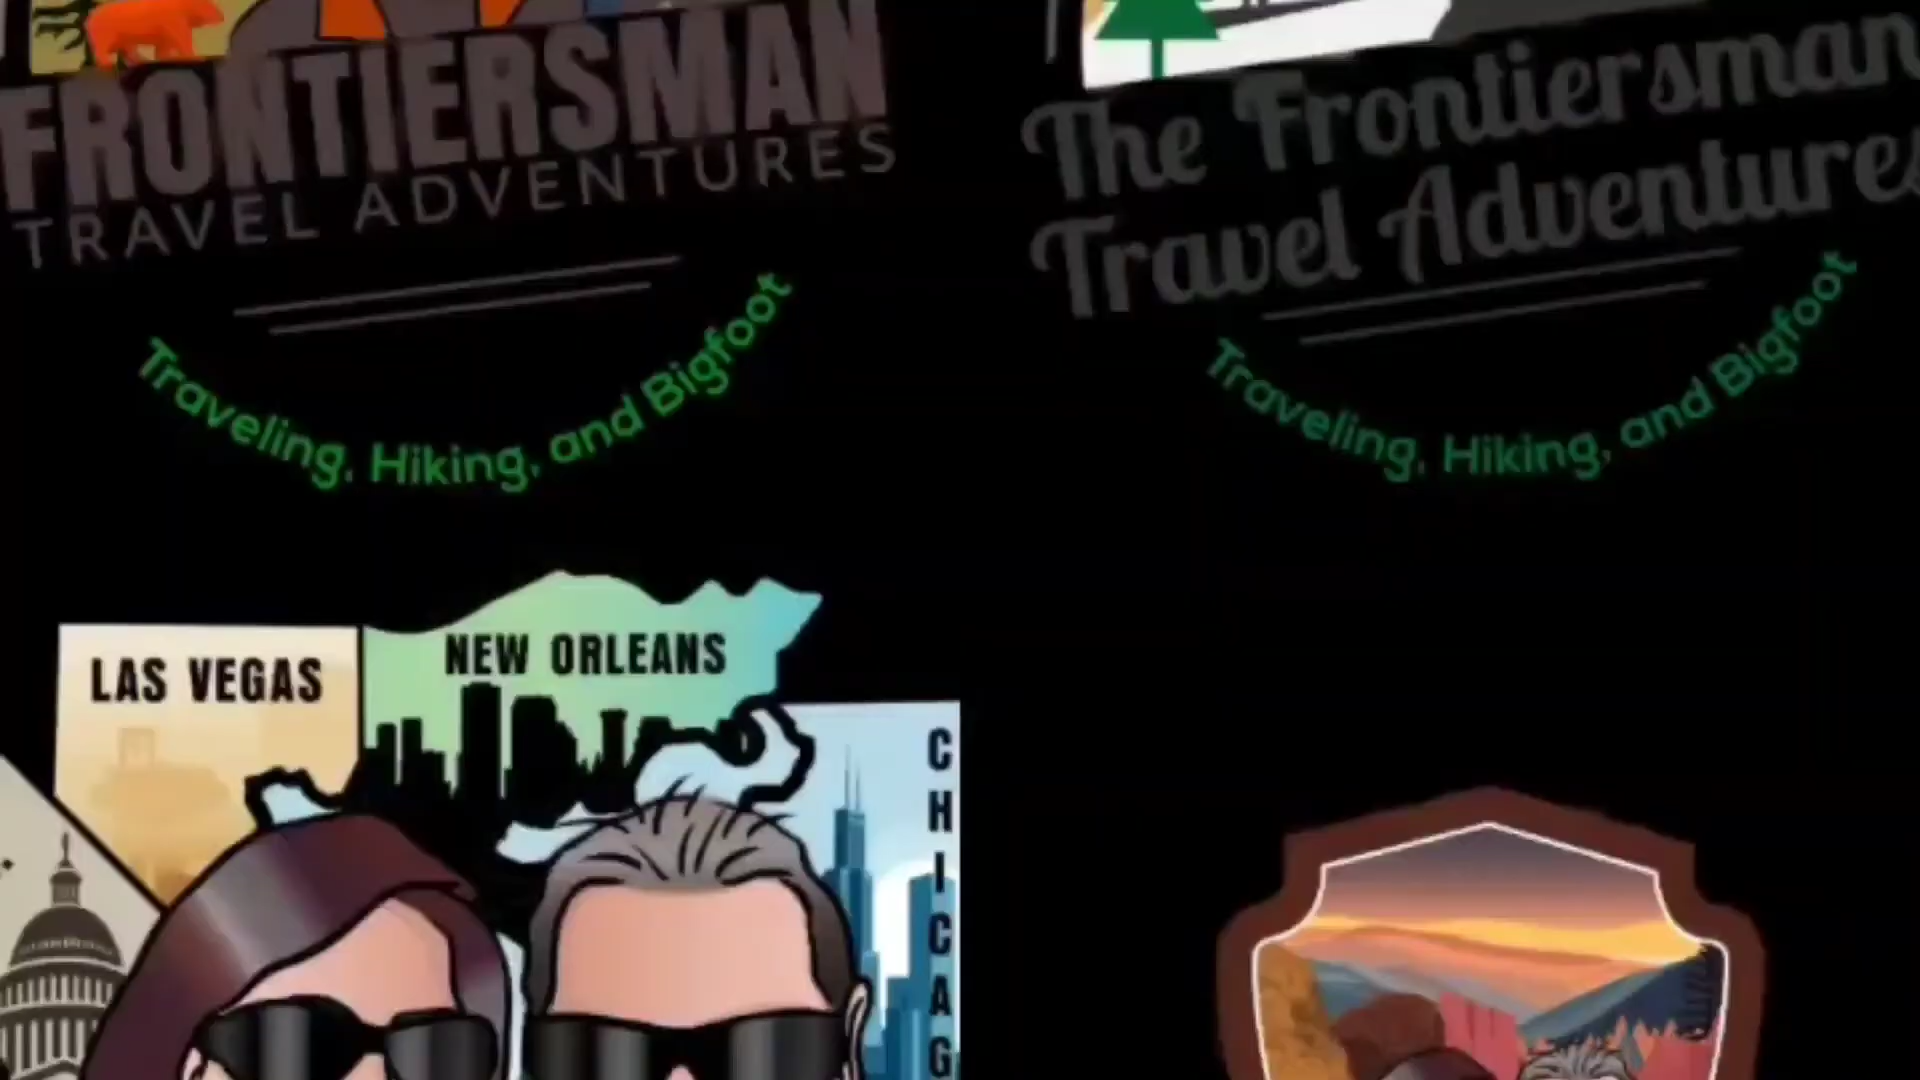 FRONTIERSMAN
TRAVEL ADVENTURES
Traveling, Hiking, and Bigfoot
The Frontiersman
Travel Adventures
Traveling, Hiking, and Bigfoot
LAS VEGAS
NEW ORLEANS
CHICAG